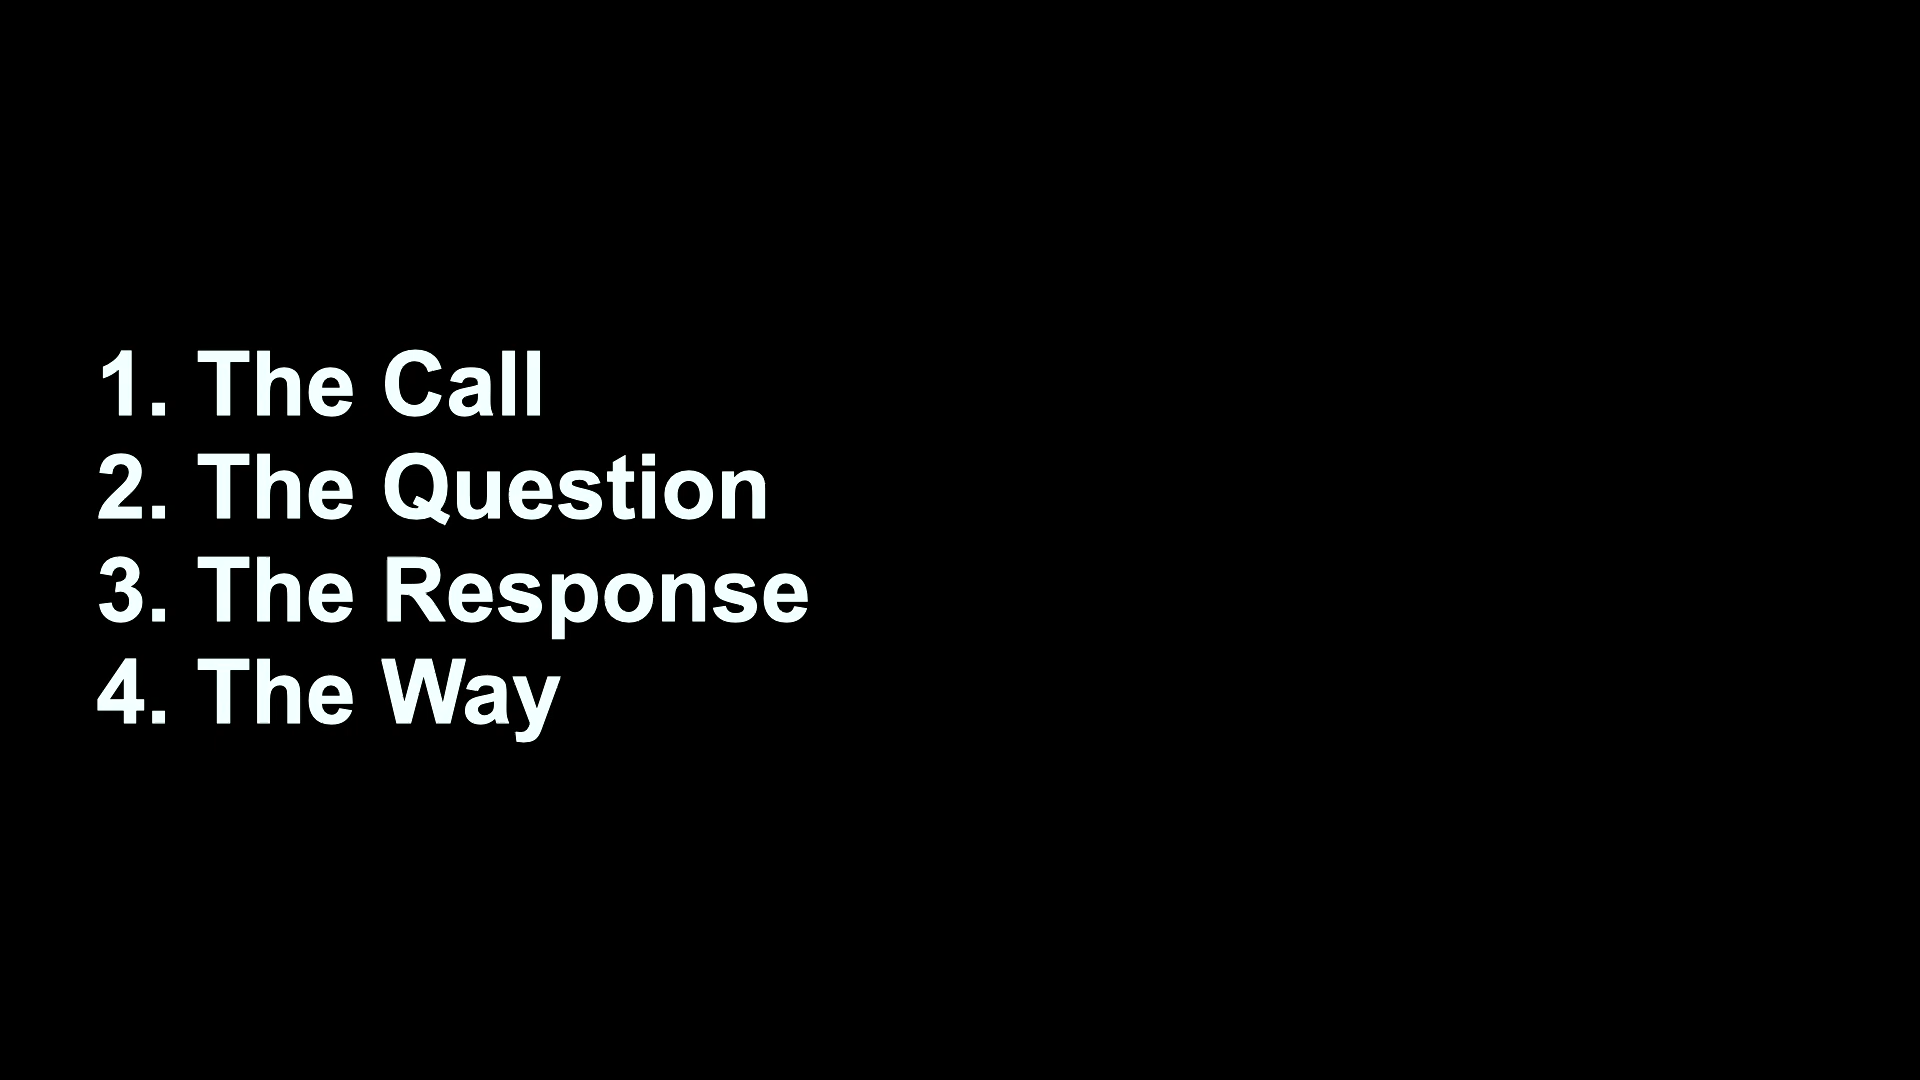 1. The Call
2. The Question
3. The Response
4. The Way